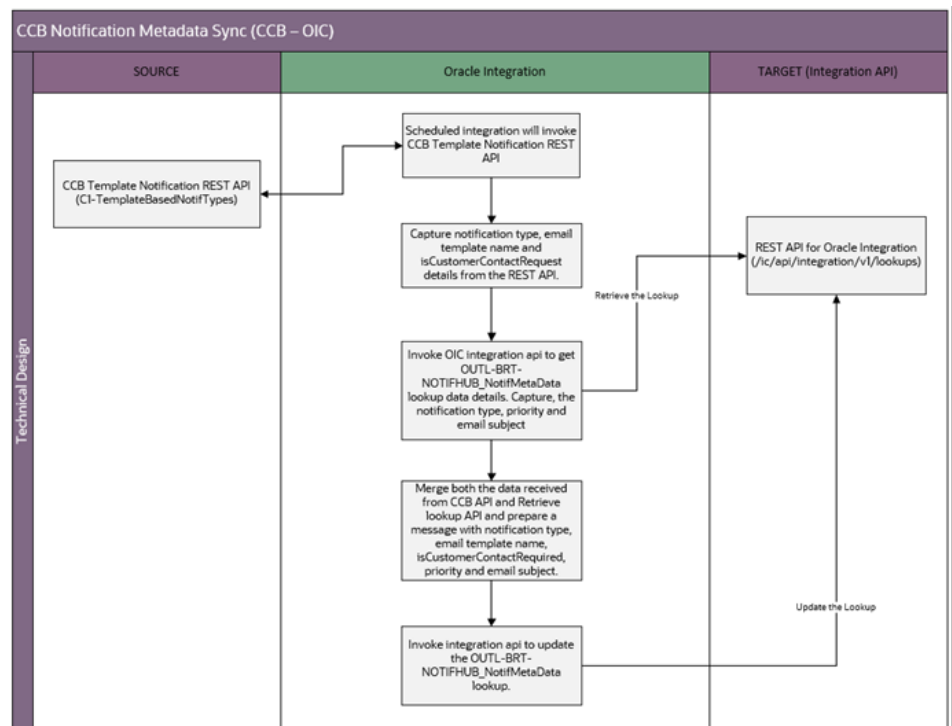 CCB Notification Metadata Sync (CCB – OIC)
SOURCE
Oracle Integration
TARGET (Integration API)
Technical Design
Scheduled integration will invoke
CCB Template Notification REST
API
CCB Template Notification REST API
(C1-TemplateBasedNotifTypes)
Capture notification type, email
template name and
isCustomerContactRequest
details from the REST API.
REST API for Oracle Integration
(/ic/api/integration/v1/lookups)
Retrieve the Lookup
Invoke OIC integration api to get
OUTL-BRT-
NOTIFHUB_NotifMetaData
lookup data details. Capture, the
notification type, priority and
email subject
Merge both the data received
from CCB API and Retrieve
lookup API and prepare a
message with notification type,
email template name,
isCustomerContactRequired,
priority and email subject.
Update the Lookup
Invoke integration api to update
the OUTL-BRT-
NOTIFHUB_NotifMetaData
lookup.